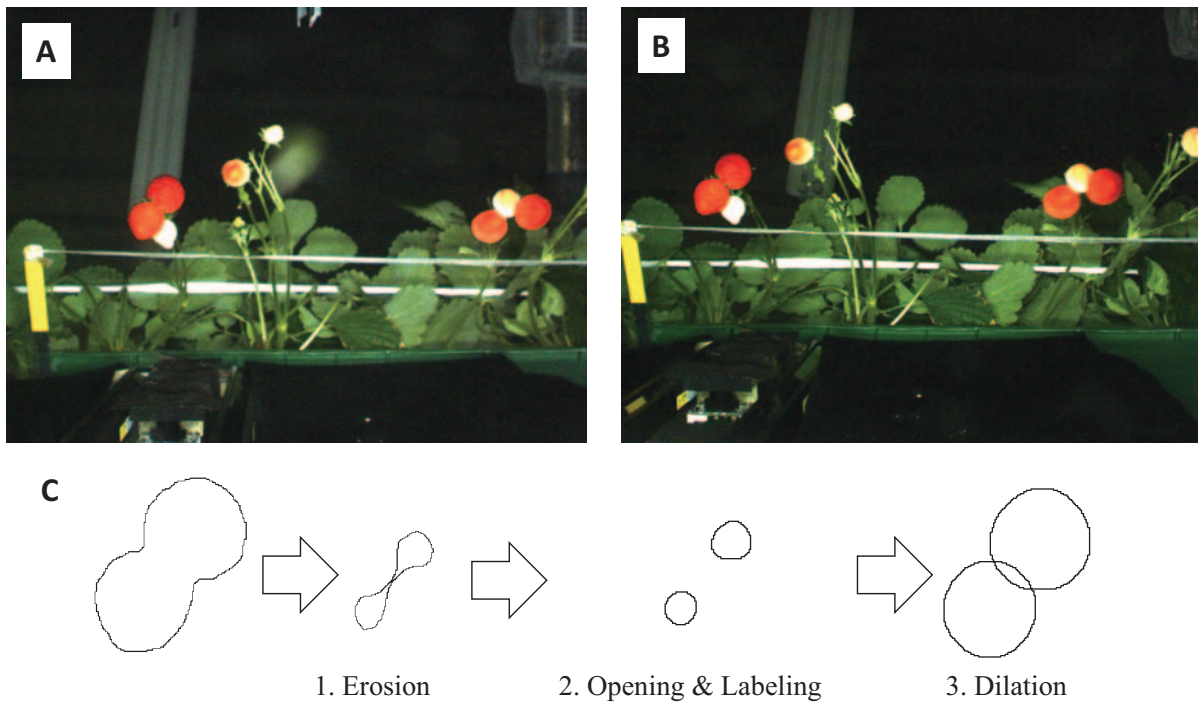 A
B
C
1. Erosion
2. Opening & Labeling
3. Dilation